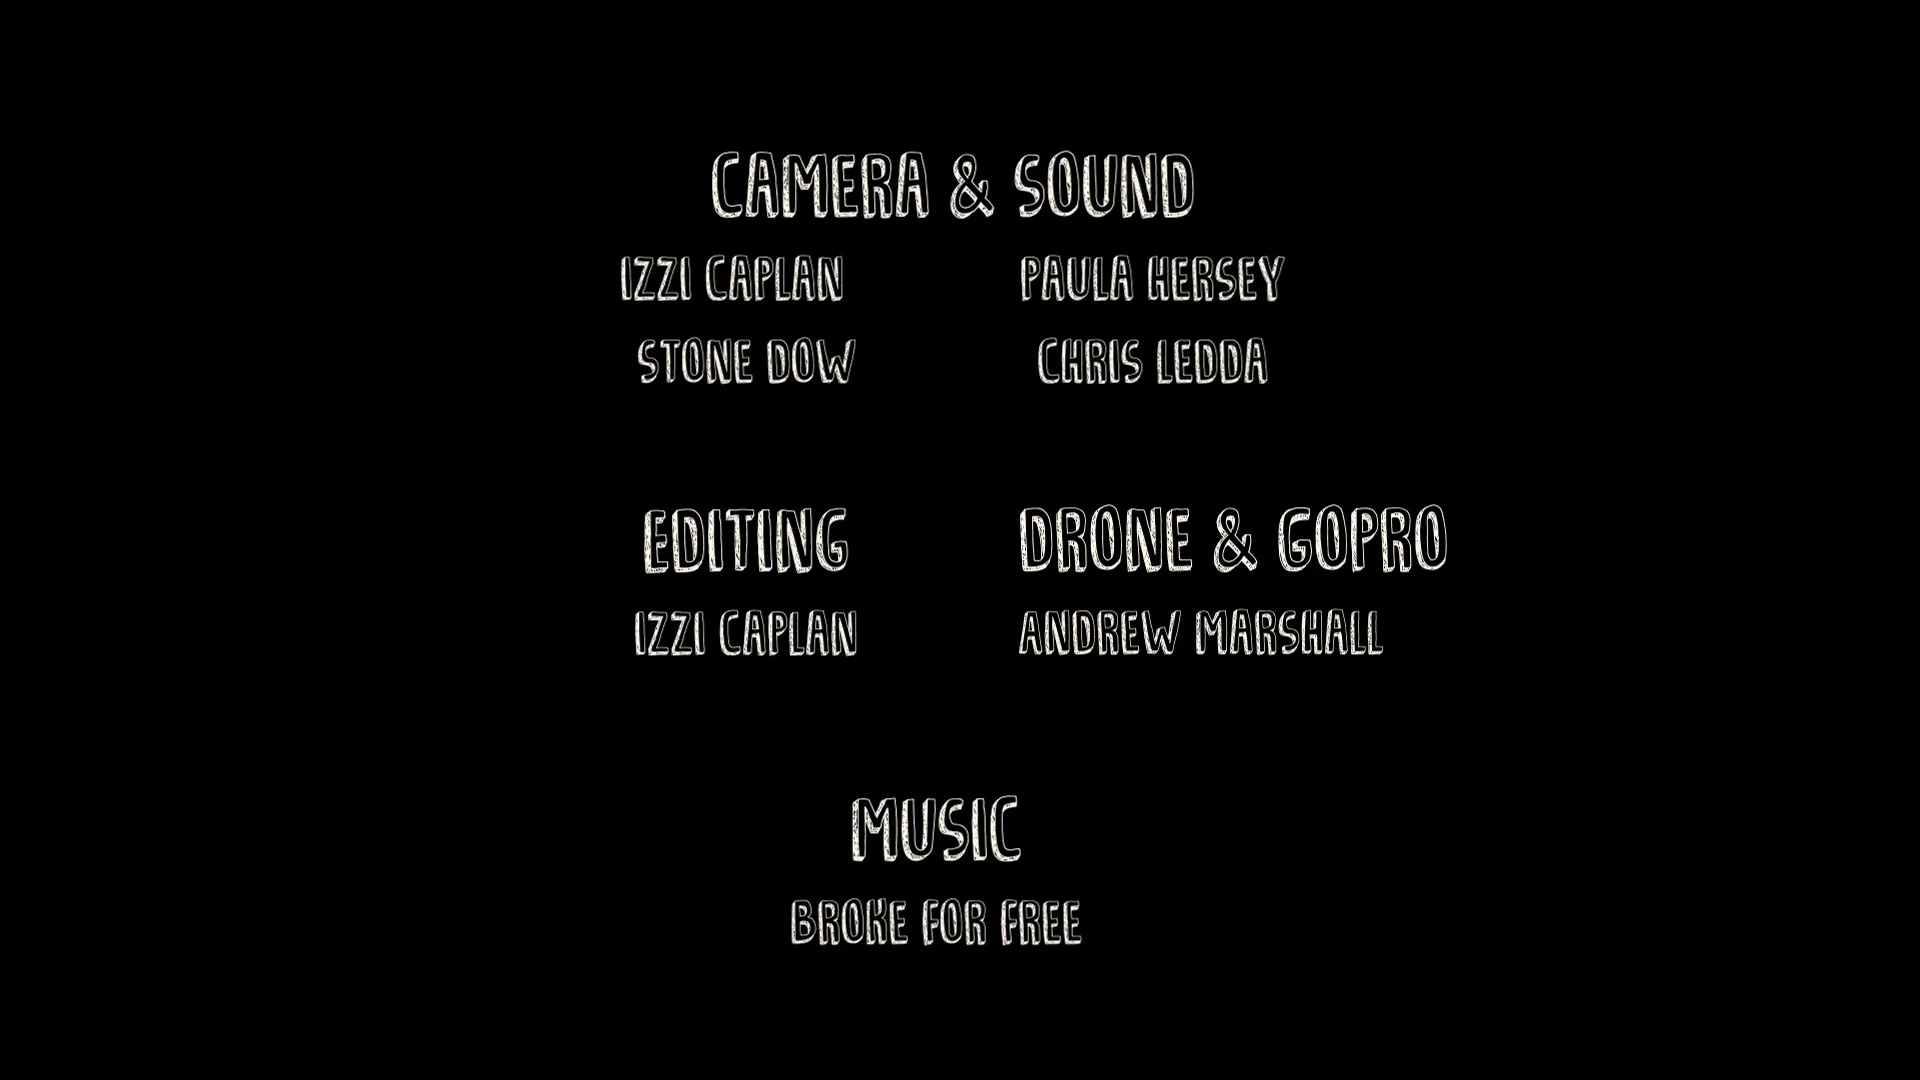 CAMERA & SOUND
IZZI CAPLAN PAULA HERSEY
STONE DOW CHRIS LEDDA
EDITING DRONE & GOPRO
IZZI CAPLAN ANDREW MARSHALL
MUSIC
BROKE FOR FREE